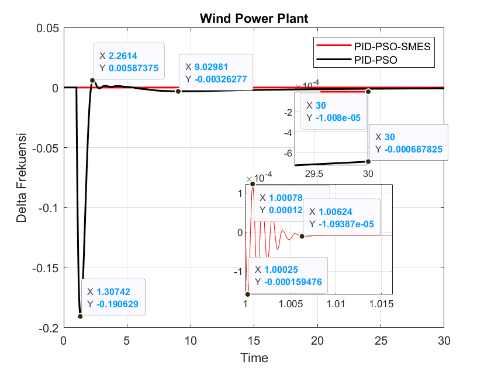 Wind Power Plant
0.05
0
-0.05
-0.1
-0.15
-0.2
Delta Frekuensi
0
5
10
15
20
25
30
Time
PID-PSO-SMES
PID-PSO
X 2.2614
Y 0.00587375
X 9.02981
Y -0.00326277
X 1.30742
Y -0.190629
-2
-4
-6
29.5
30
X 30
Y -1.008e-05
X 30
Y -0.000687825
1
0
-1
×10⁻⁴
X 1.00078
Y 0.00012
X 1.00624
Y -1.09387e-05
X 1.00025
Y -0.000159476
1
1.005
1.01
1.015